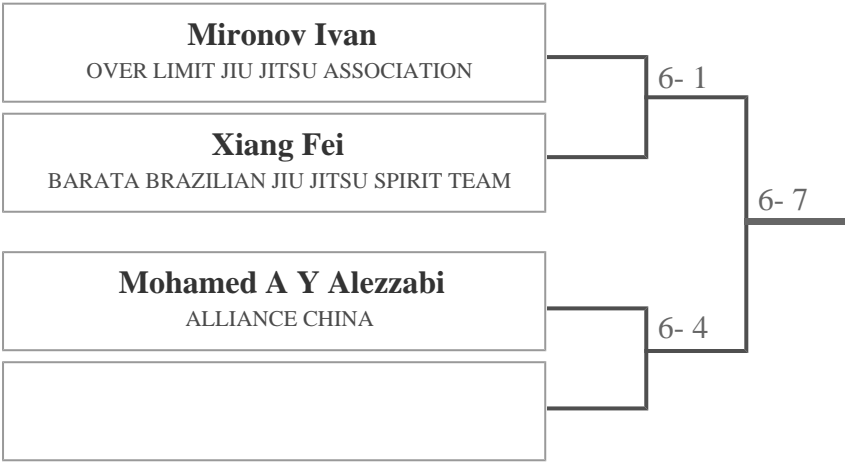 Mironov Ivan
OVER LIMIT JIU JITSU ASSOCIATION
6- 1
Xiang Fei
BARATA BRAZILIAN JIU JITSU SPIRIT TEAM
6- 7
Mohamed A Y Alezzabi
ALLIANCE CHINA
6- 4